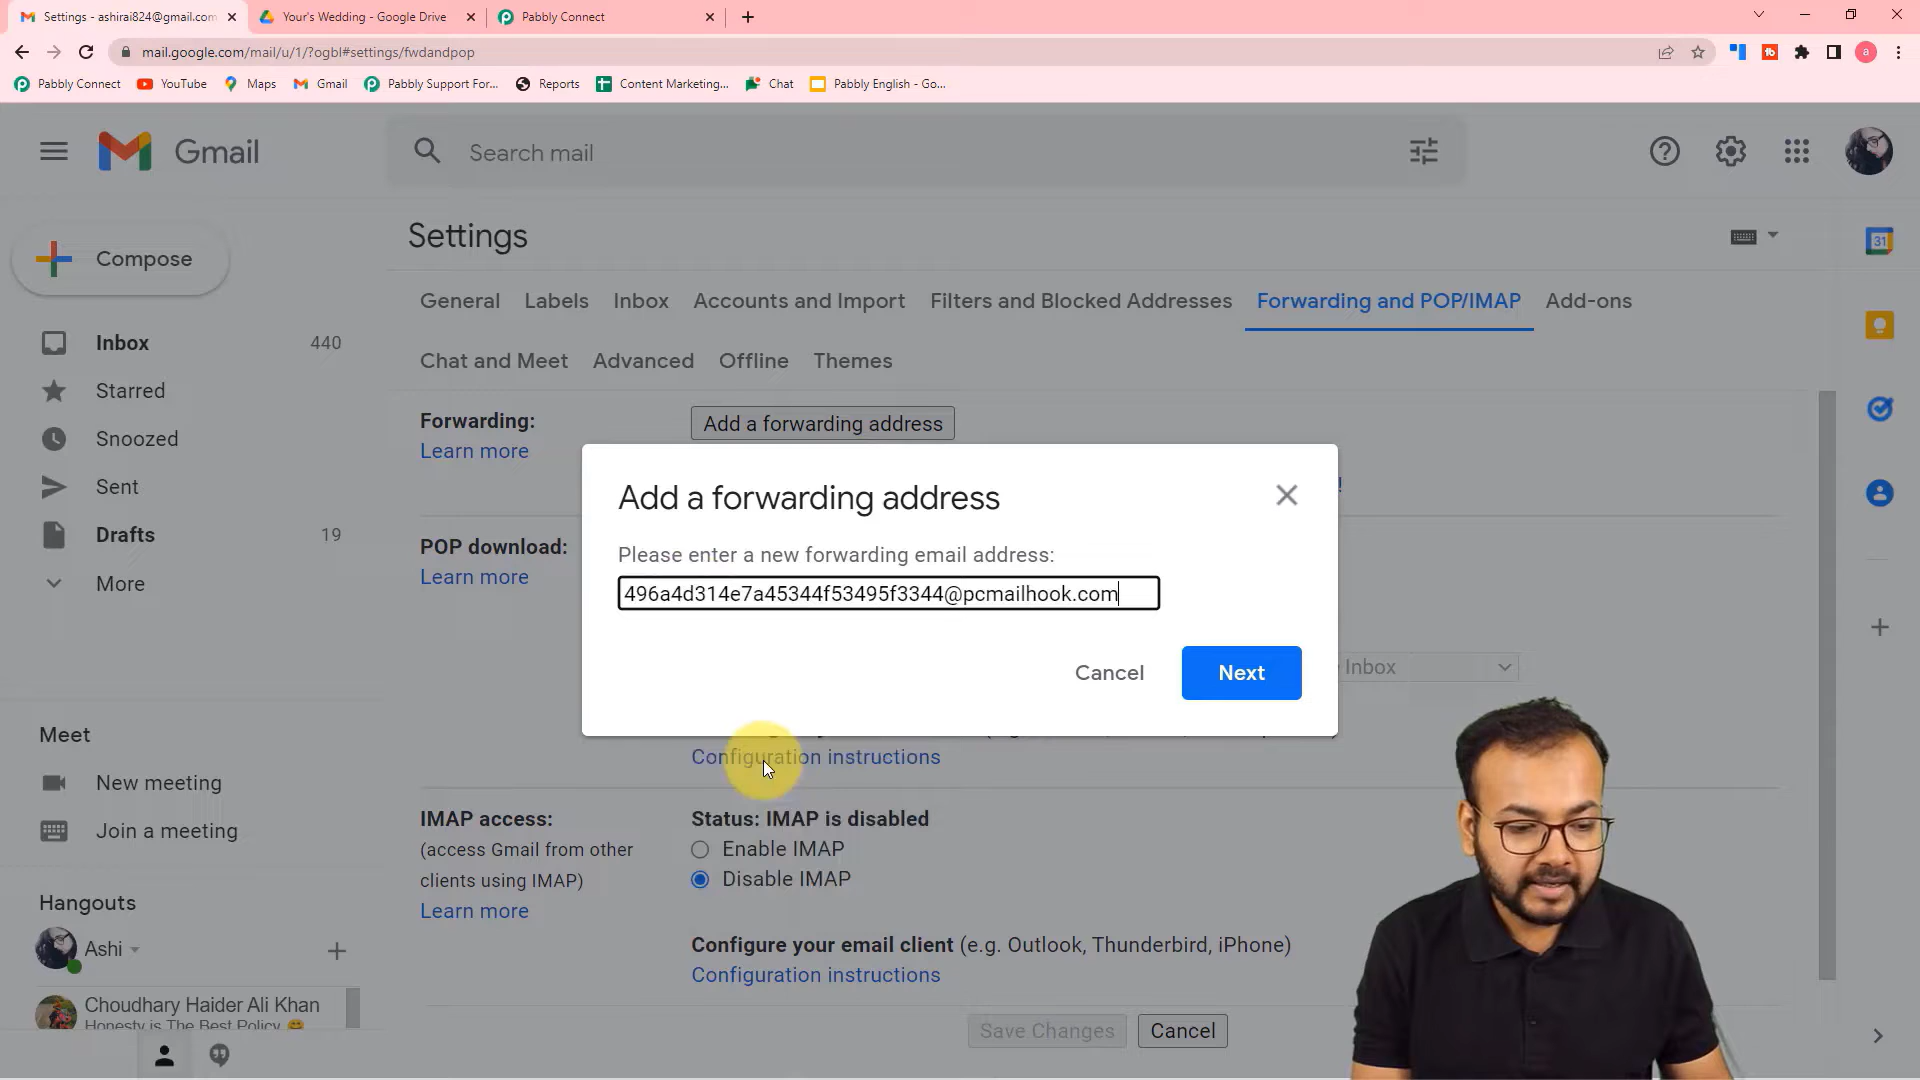 Settings - ashirai824@gmail.com
Your's Wedding - Google Drive
Pabbly Connect
mail.google.com/mail/u/1/?ogbl#settings/fwdandpop
a
Pabbly Connect
YouTube
Maps
Gmail
Pabbly Support For...
Reports
Content Marketing...
Chat
Pabbly English - Go...
Gmail
Search mail
Compose
Settings
31
General
Labels
Inbox
Accounts and Import
Filters and Blocked Addresses
Forwarding and POP/IMAP
Add-ons
Chat and Meet
Advanced
Offline
Themes
Inbox 440
Starred
Snoozed
Sent
Drafts 19
More
Forwarding:
Learn more
Add a forwarding address
!
POP download:
Learn more
Add a forwarding address
Please enter a new forwarding email address:
496a4d314e7a45344f53495f3344@pcmailhook.com
Cancel
Next
Inbox
Configuration instructions
Meet
New meeting
Join a meeting
IMAP access:
(access Gmail from other
clients using IMAP)
Learn more
Status: IMAP is disabled
Enable IMAP
Disable IMAP
Configure your email client (e.g. Outlook, Thunderbird, iPhone)
Configuration instructions
Hangouts
Ashi
Choudhary Haider Ali Khan
Honesty is The Best Policy
Save Changes
Cancel